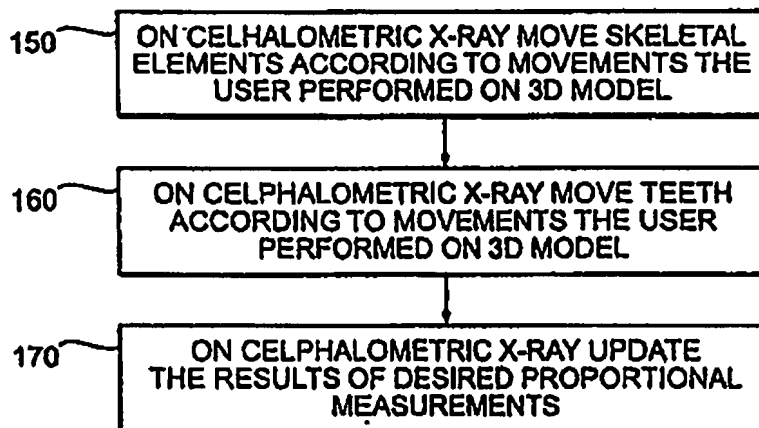 150
ON CELHALOMETRIC X-RAY MOVE SKELETAL
ELEMENTS ACCORDING TO MOVEMENTS THE
USER PERFORMED ON 3D MODEL
160
ON CELPHALOMETRIC X-RAY MOVE TEETH
ACCORDING TO MOVEMENTS THE USER
PERFORMED ON 3D MODEL
170
ON CELPHALOMETRIC X-RAY UPDATE
THE RESULTS OF DESIRED PROPORTIONAL
MEASUREMENTS